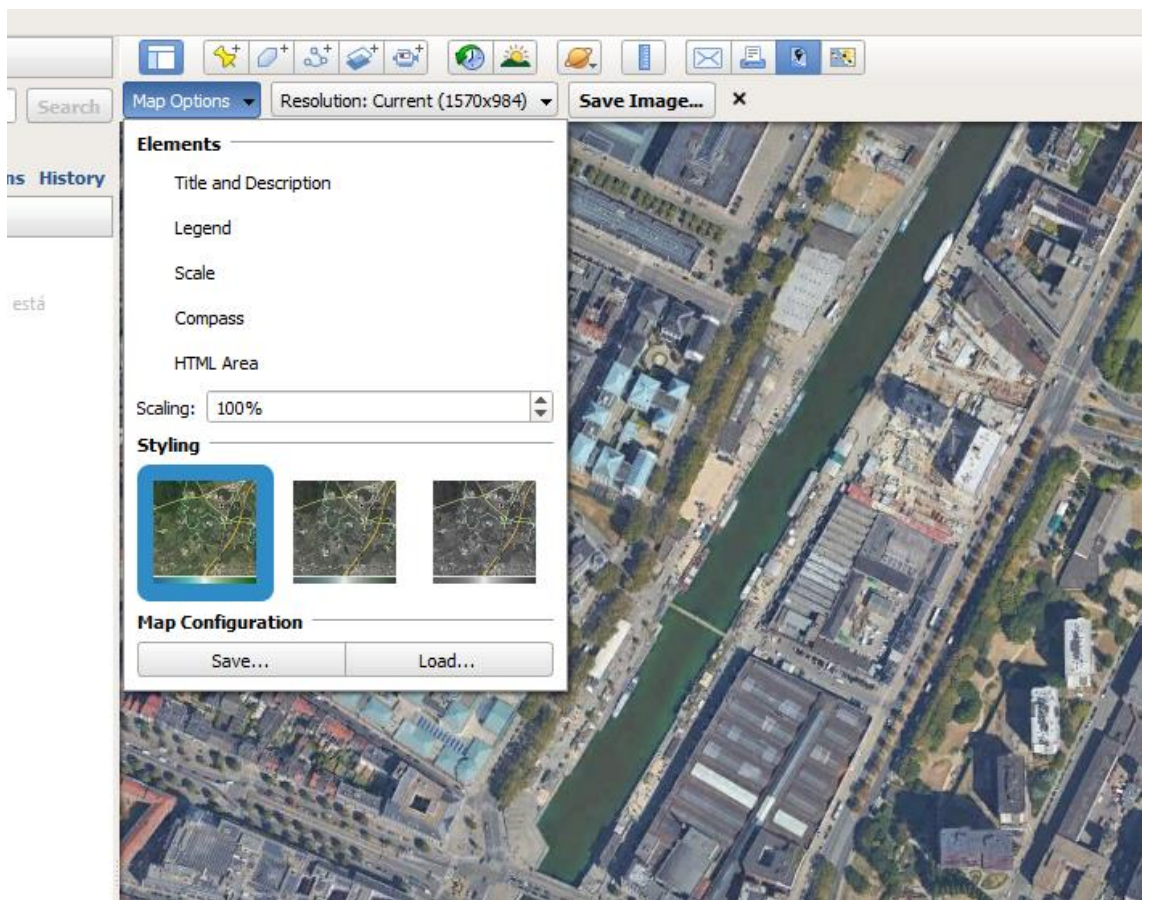 Search
Map Options
Resolution: Current (1570x984)
Save Image...
Elements
Title and Description
ns History
Legend
Scale
está
Compass
HTML Area
Scaling: 100%
Styling
Map Configuration
Save...
Load...